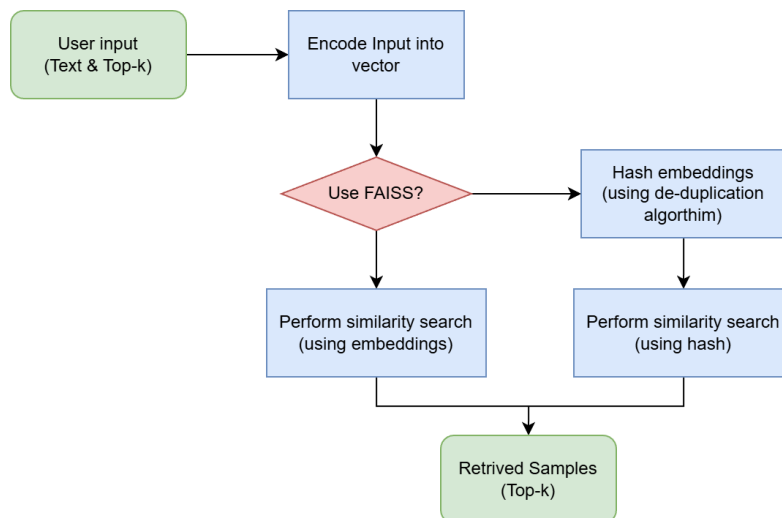 User input
(Text & Top-k)
Encode Input into
vector
Use FAISS?
Hash embeddings
(using de-duplication
algorthim)
Perform similarity search
(using embeddings)
Perform similarity search
(using hash)
Retrived Samples
(Top-k)